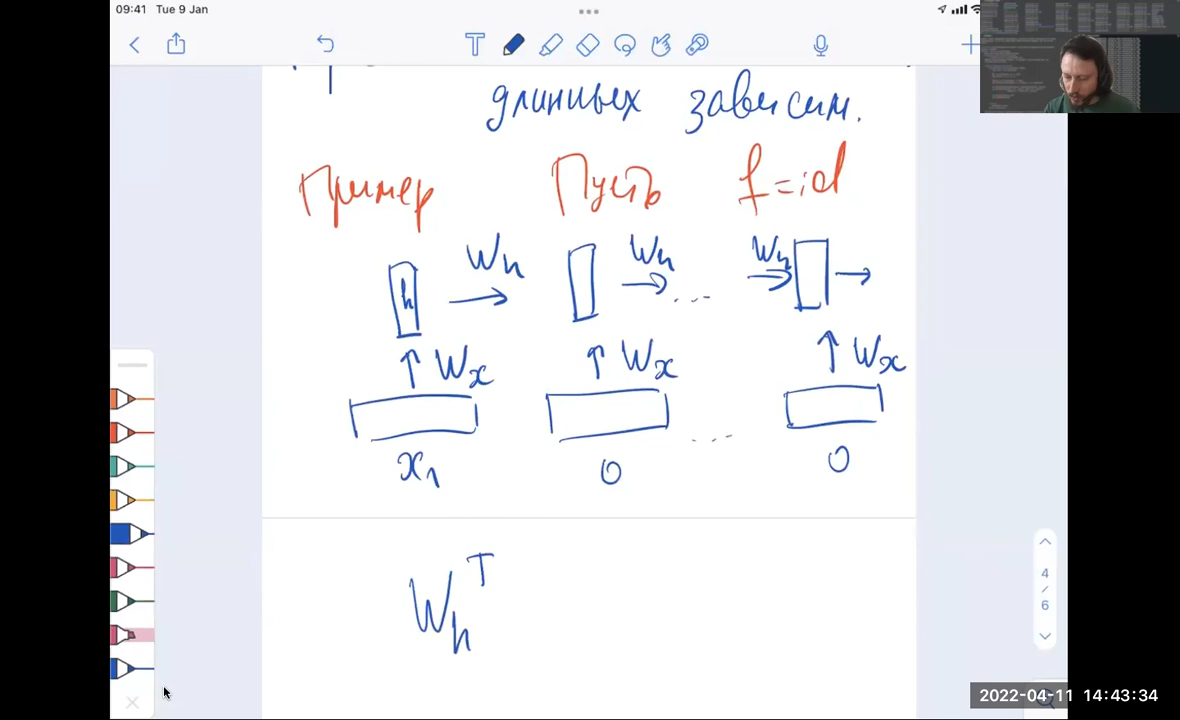 09:41 Tue 9 Jan
длинных зависим.
Пример Пусть f=id
Wh Wh Wh
h
Wx Wx Wx
x1 0 0
4
6
Wh^T
2022-04-11 14:43:34